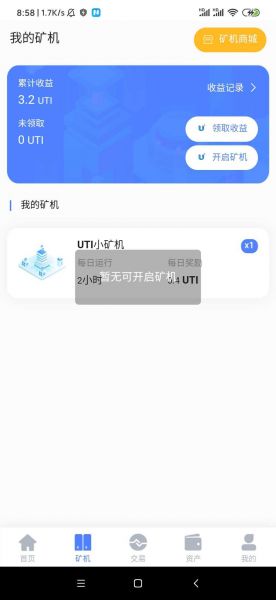 8:58 | 1.7K/s
我的矿机
矿机商城
累计收益
3.2 UTI
收益记录
未领取
0 UTI
领取收益
开启矿机
我的矿机
UTI小矿机
x1
每日运行
每日奖励
2小时
0.4 UTI
暂无可开启矿机
首页
矿机
交易
资产
我的